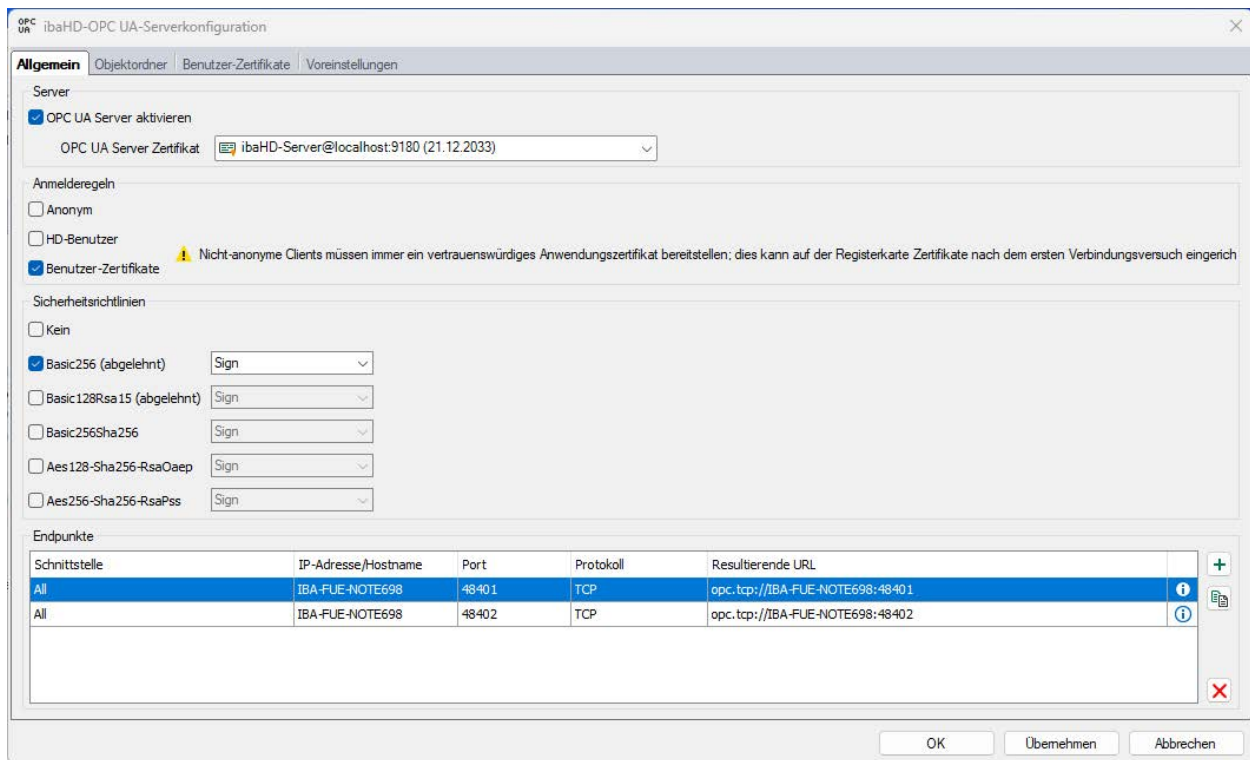 OPC UA ibaHD-OPC UA-Serverkonfiguration
Allgemein Objektordner Benutzer-Zertifikate Voreinstellungen
Server
OPC UA Server aktivieren
OPC UA Server Zertifikat ibaHD-Server@localhost:9180 (21.12.2033)
Anmelderegeln
Anonym
HD-Benutzer
Nicht-anonyme Clients müssen immer ein vertrauenswürdiges Anwendungszertifikat bereitstellen; dies kann auf der Registerkarte Zertifikate nach dem ersten Verbindungsversuch eingerich
Benutzer-Zertifikate
Sicherheitsrichtlinien
Kein
Basic256 (abgelehnt) Sign
Basic128Rsa15 (abgelehnt) Sign
Basic256Sha256 Sign
Aes128-Sha256-RsaOaep Sign
Aes256-Sha256-RsaPss Sign
Endpunkte
Schnittstelle IP-Adresse/Hostname Port Protokoll Resultierende URL
All IBA-FUE-NOTE698 48401 TCP opc.tcp://IBA-FUE-NOTE698:48401
All IBA-FUE-NOTE698 48402 TCP opc.tcp://IBA-FUE-NOTE698:48402
OK Übernehmen Abbrechen